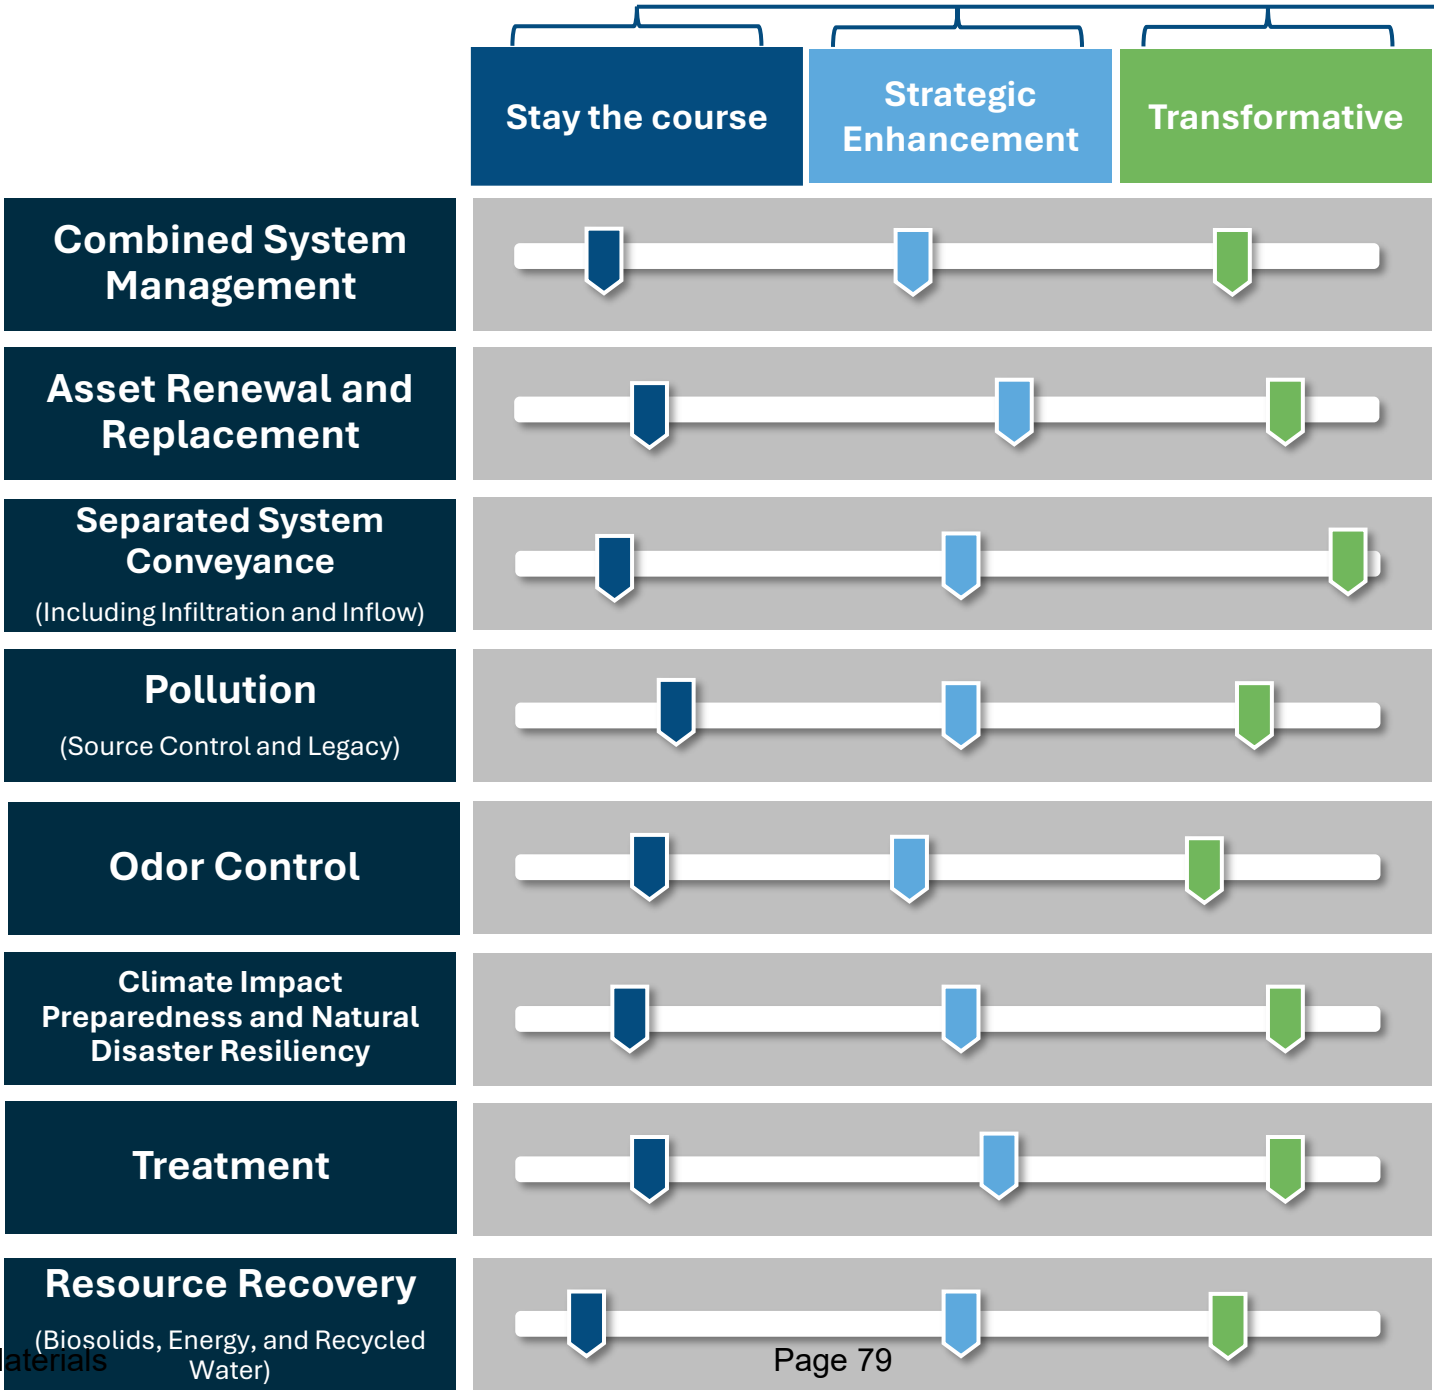 Stay the course
Strategic
Enhancement
Transformative
Combined System
Management
Asset Renewal and
Replacement
Separated System
Conveyance
(Including Infiltration and Inflow)
Pollution
(Source Control and Legacy)
Odor Control
Climate Impact
Preparedness and Natural
Disaster Resiliency
Treatment
Resource Recovery
(Biosolids, Energy, and Recycled
Water)
aterials
Page 79